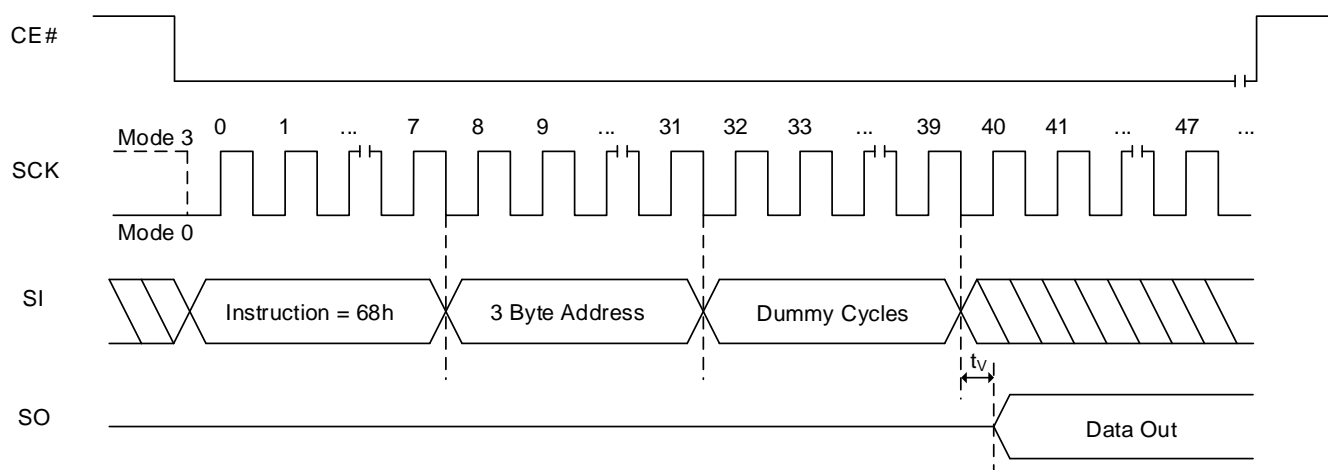 CE#
Mode 3
0 1 ... 7 8 9 ... 31 32 33 ... 39 40 41 ... 47 ...
SCK
Mode 0
SI
Instruction = 68h
3 Byte Address
Dummy Cycles
tV
SO
Data Out